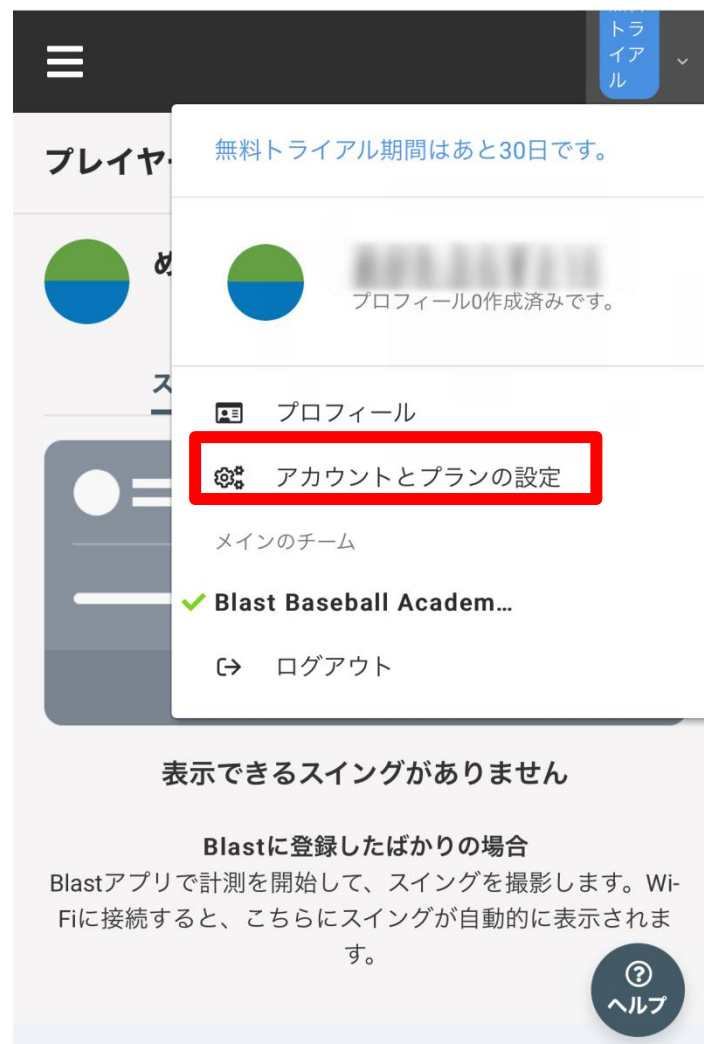 トラ
イア
ル
プレイヤー
無料トライアル期間はあと30日です。
め
プロフィール0作成済みです。
ス
プロフィール
アカウントとプランの設定
メインのチーム
Blast Baseball Academ…
ログアウト
表示できるスイングがありません
Blastに登録したばかりの場合
Blastアプリで計測を開始して、スイングを撮影します。Wi-
Fiに接続すると、こちらにスイングが自動的に表示されま
す。
ヘルプ